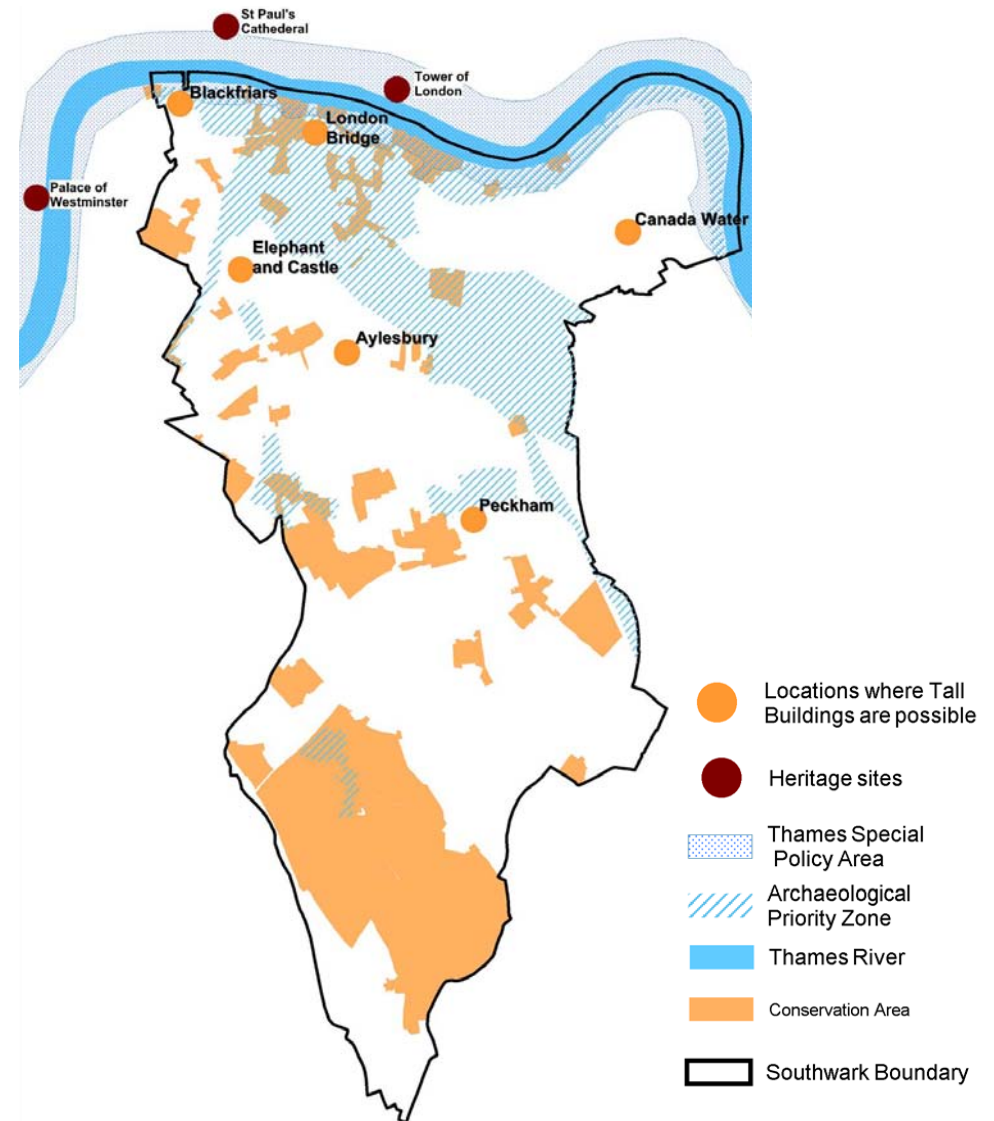 St Paul's
Cathederal
Tower of
London
Blackfriars
London
Bridge
Palace of
Westminster
Canada Water
Elephant
and Castle
Aylesbury
Peckham
Locations where Tall
Buildings are possible
Heritage sites
Thames Special
Policy Area
Archaeological
Priority Zone
Thames River
Conservation Area
Southwark Boundary